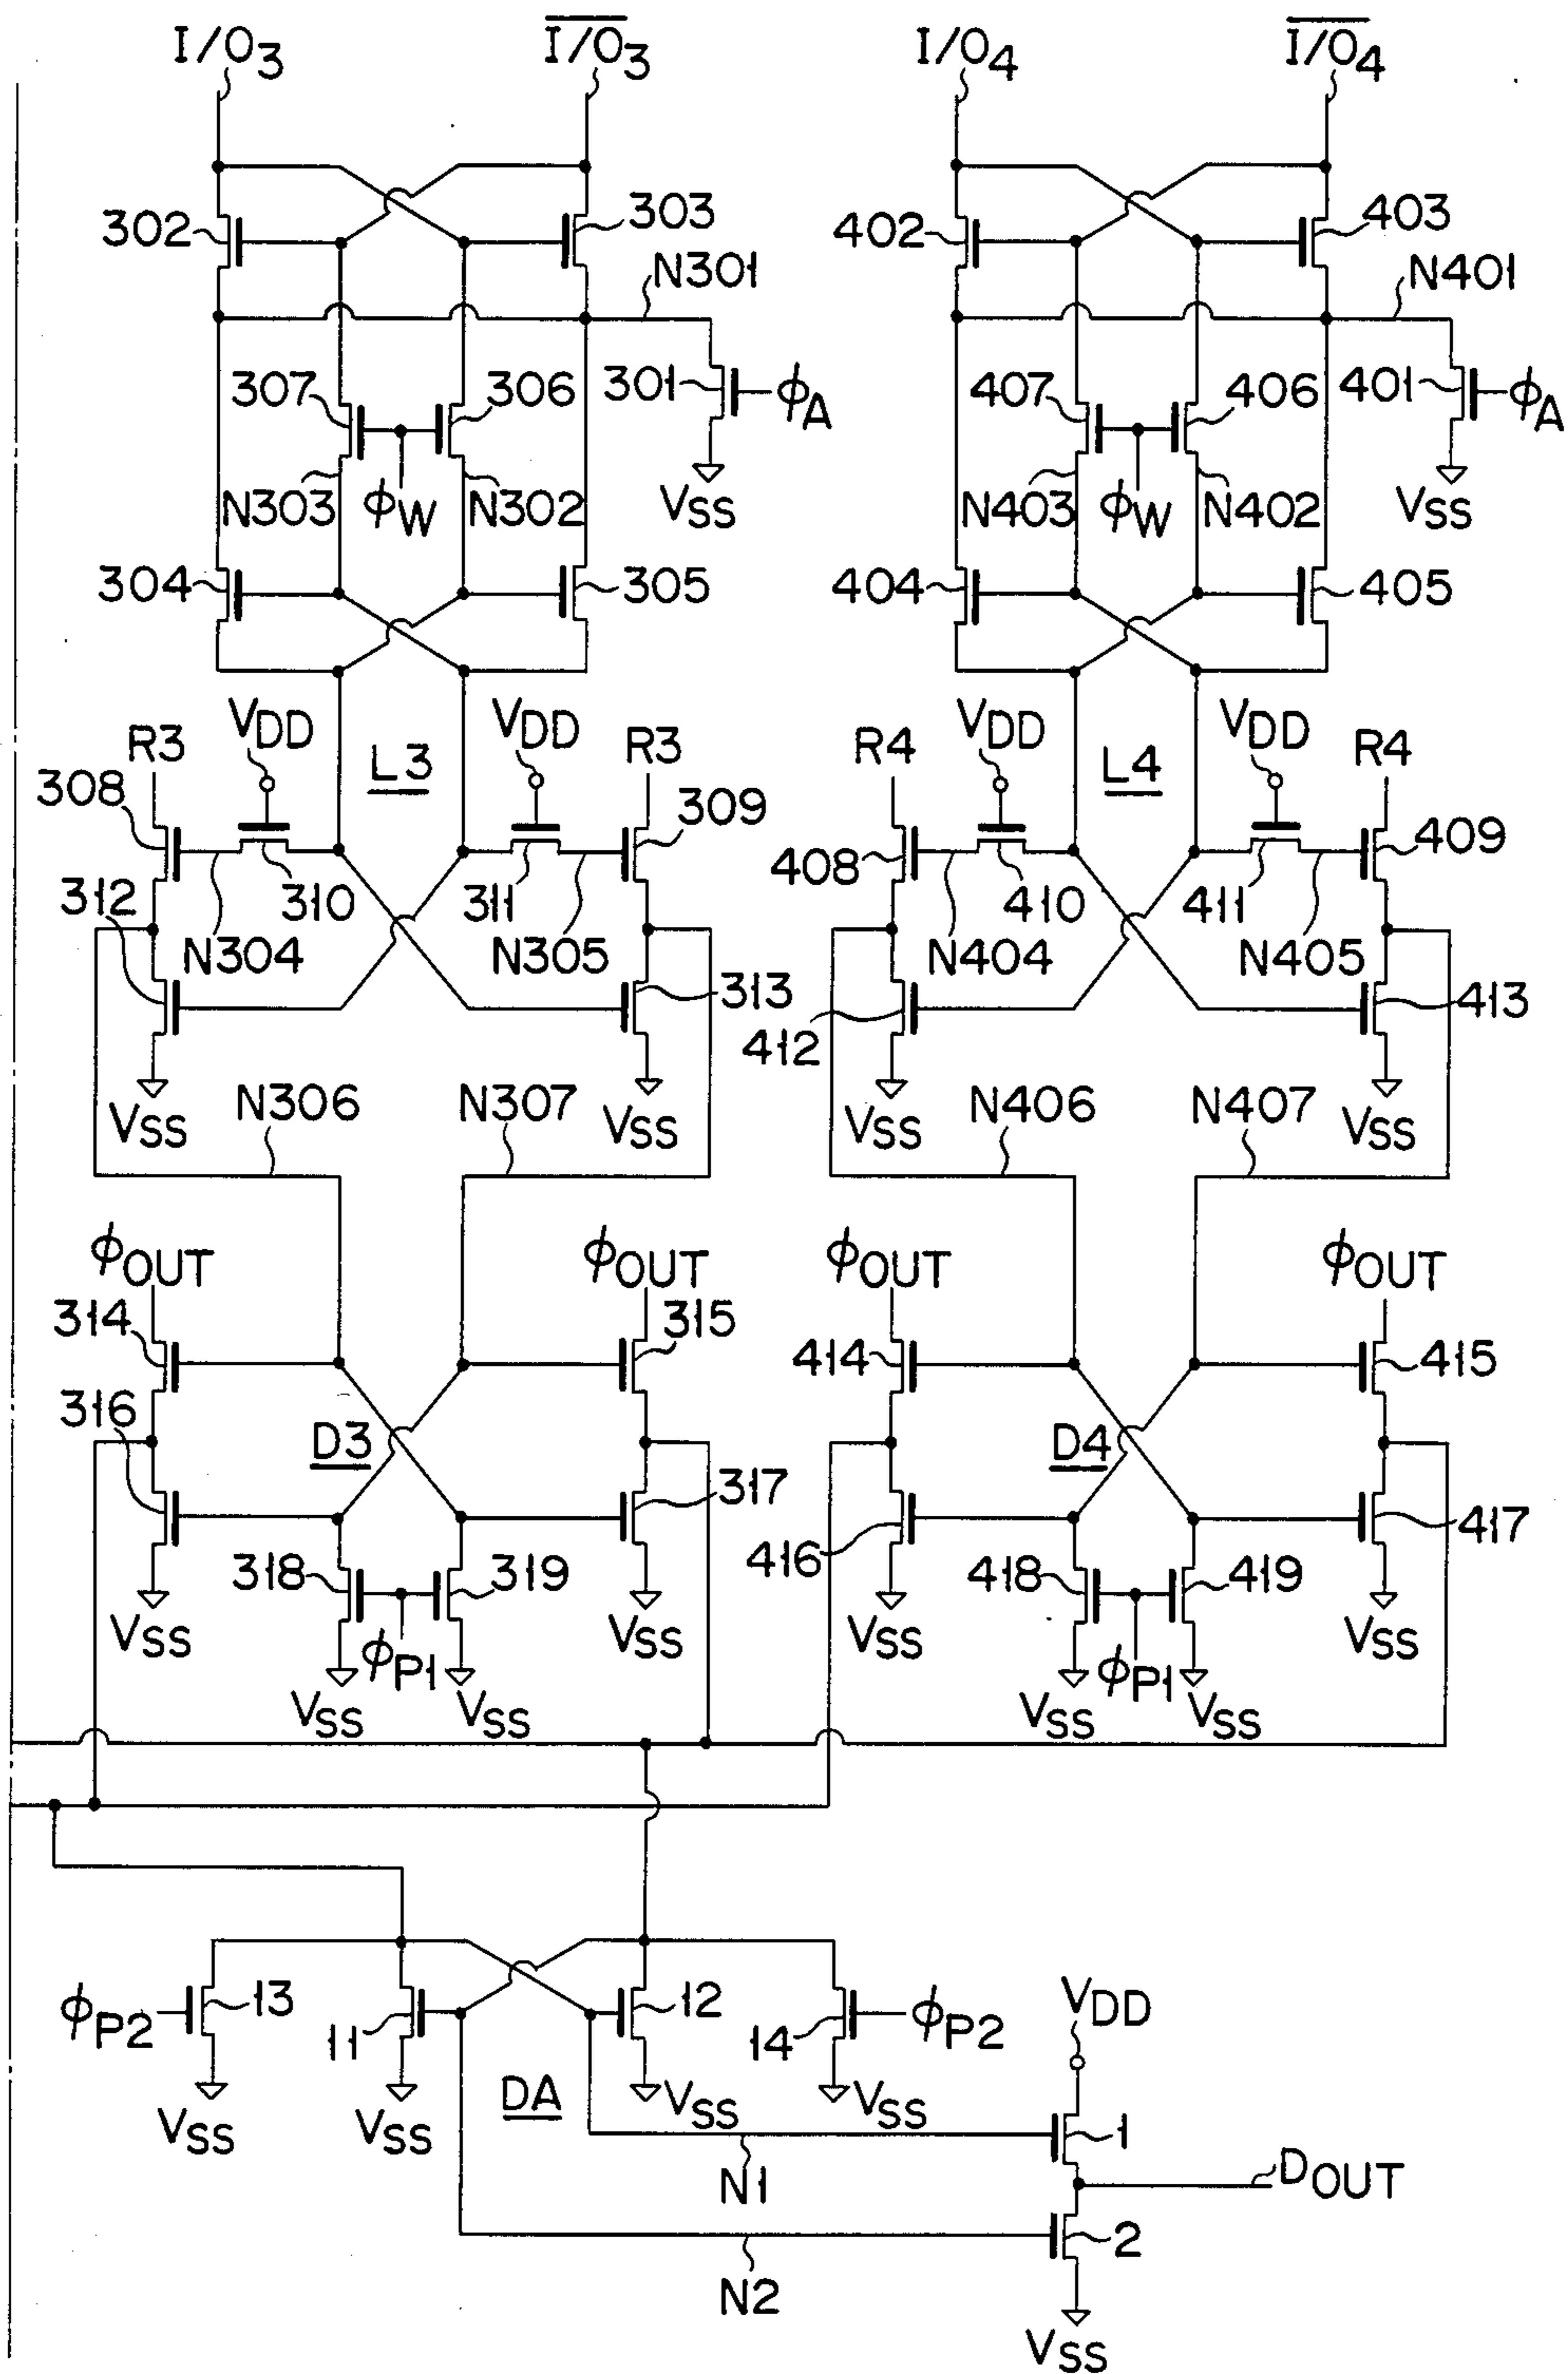 I/O3 I/O3 I/O4 I/O4
302 303 402 403
N301 N401
307 306 301 φA 407 406 401 φA
N303 φW N302 VSS N403 φW N402 VSS
304 305 404 405
R3 VDD L3 VDD R3 R4 VDD L4 VDD R4
308 309 408 409
312 310 311 410 411
N304 N305 N404 N405
313 412 413
VSS N306 N307 VSS VSS N406 N407 VSS
φOUT φOUT φOUT φOUT
314 315 414 415
316 D3 317 D4 417
318 319 416 418 419
VSS φP1 VSS VSS φP1 VSS
VSS VSS VSS VSS
φP2 13 11 12 14 φP2 VDD
VSS VSS DA VSS VSS
1
N1 DOUT
2
N2
VSS